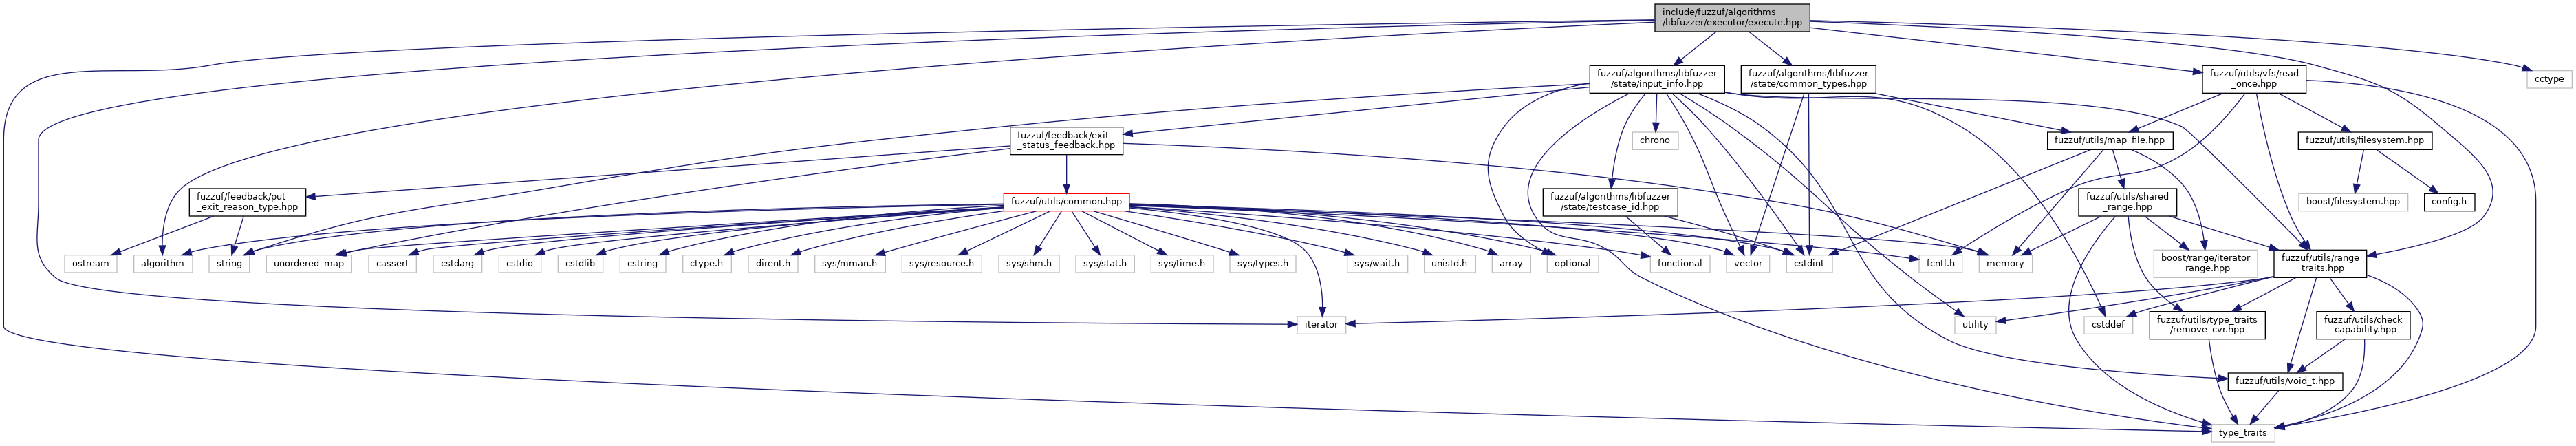 include/fuzzuf/algorithms
/libfuzzer/executor/execute.hpp
fuzzuf/algorithms/libfuzzer
/state/input_info.hpp
fuzzuf/algorithms/libfuzzer
/state/common_types.hpp
fuzzuf/utils/vfs/read
_once.hpp
cctype
fuzzuf/feedback/exit
_status_feedback.hpp
chrono
fuzzuf/utils/map_file.hpp
fuzzuf/utils/filesystem.hpp
fuzzuf/feedback/put
_exit_reason_type.hpp
fuzzuf/utils/common.hpp
fuzzuf/algorithms/libfuzzer
/state/testcase_id.hpp
fuzzuf/utils/shared
_range.hpp
boost/filesystem.hpp
config.h
ostream
algorithm
string
unordered_map
cassert
cstdarg
cstdio
cstdlib
cstring
ctype.h
dirent.h
sys/mman.h
sys/resource.h
sys/shm.h
sys/stat.h
sys/time.h
sys/types.h
sys/wait.h
unistd.h
array
optional
functional
vector
cstdint
fcntl.h
memory
boost/range/iterator
_range.hpp
fuzzuf/utils/range
_traits.hpp
iterator
utility
cstddef
fuzzuf/utils/type_traits
/remove_cvr.hpp
fuzzuf/utils/check
_capability.hpp
fuzzuf/utils/void_t.hpp
type_traits